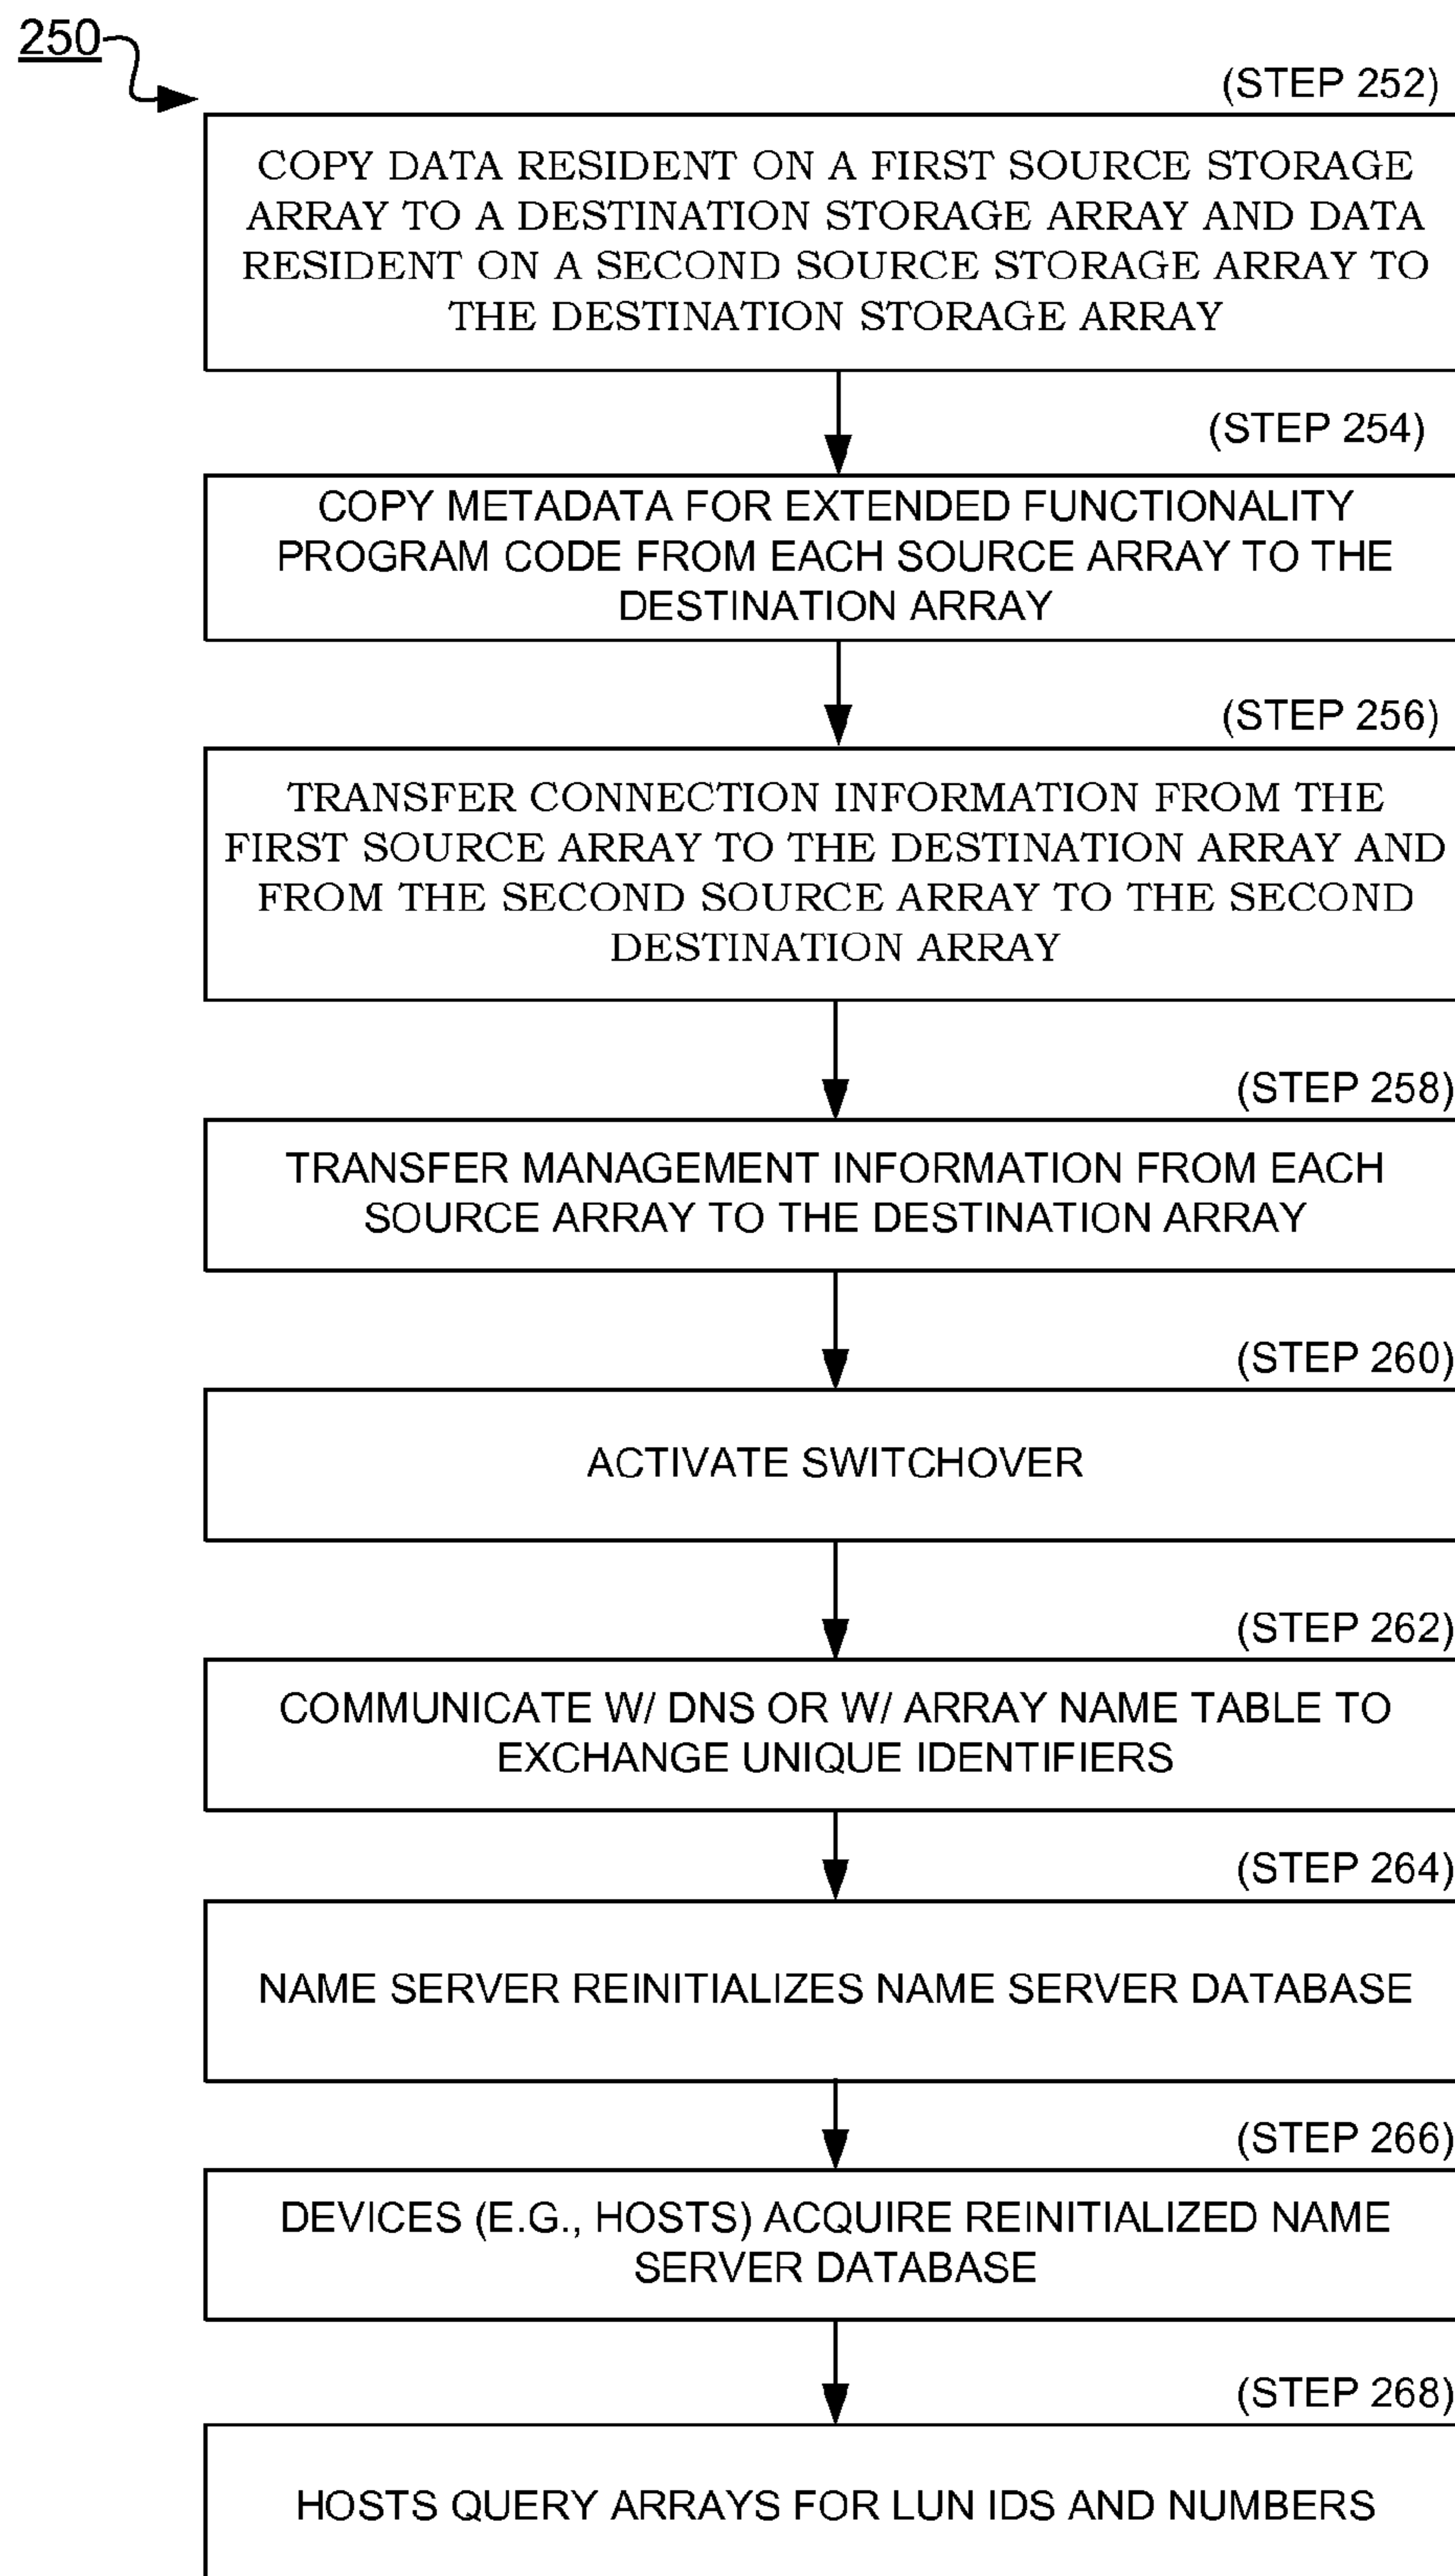 250
(STEP 252)
COPY DATA RESIDENT ON A FIRST SOURCE STORAGE
ARRAY TO A DESTINATION STORAGE ARRAY AND DATA
RESIDENT ON A SECOND SOURCE STORAGE ARRAY TO
THE DESTINATION STORAGE ARRAY
(STEP 254)
COPY METADATA FOR EXTENDED FUNCTIONALITY
PROGRAM CODE FROM EACH SOURCE ARRAY TO THE
DESTINATION ARRAY
(STEP 256)
TRANSFER CONNECTION INFORMATION FROM THE
FIRST SOURCE ARRAY TO THE DESTINATION ARRAY AND
FROM THE SECOND SOURCE ARRAY TO THE SECOND
DESTINATION ARRAY
(STEP 258)
TRANSFER MANAGEMENT INFORMATION FROM EACH
SOURCE ARRAY TO THE DESTINATION ARRAY
(STEP 260)
ACTIVATE SWITCHOVER
(STEP 262)
COMMUNICATE W/ DNS OR W/ ARRAY NAME TABLE TO
EXCHANGE UNIQUE IDENTIFIERS
(STEP 264)
NAME SERVER REINITIALIZES NAME SERVER DATABASE
(STEP 266)
DEVICES (E.G., HOSTS) ACQUIRE REINITIALIZED NAME
SERVER DATABASE
(STEP 268)
HOSTS QUERY ARRAYS FOR LUN IDS AND NUMBERS